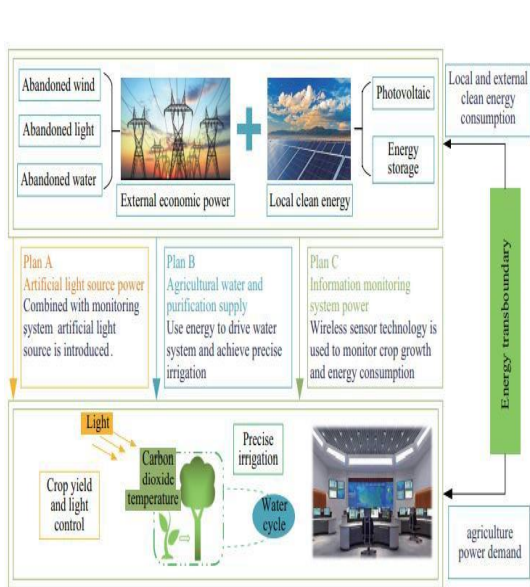 Abandoned wind
Abandoned light
Abandoned water
External economic power
Local clean energy
Photovoltaic
Energy
storage
Local and external
clean energy
consumption
Plan A
Artificial light source power
Combined with monitoring
system artificial light
source is introduced.
Plan B
Agricultural water and
purification supply
Use energy to drive water
system and achieve precise
irrigation
Plan C
Information monitoring
system power
Wireless sensor technology is
used to monitor crop growth
and energy consumption
Energy transboundary
Light
Crop yield
and light
control
Carbon
dioxide
temperature
Precise
irrigation
Water
cycle
agriculture
power demand